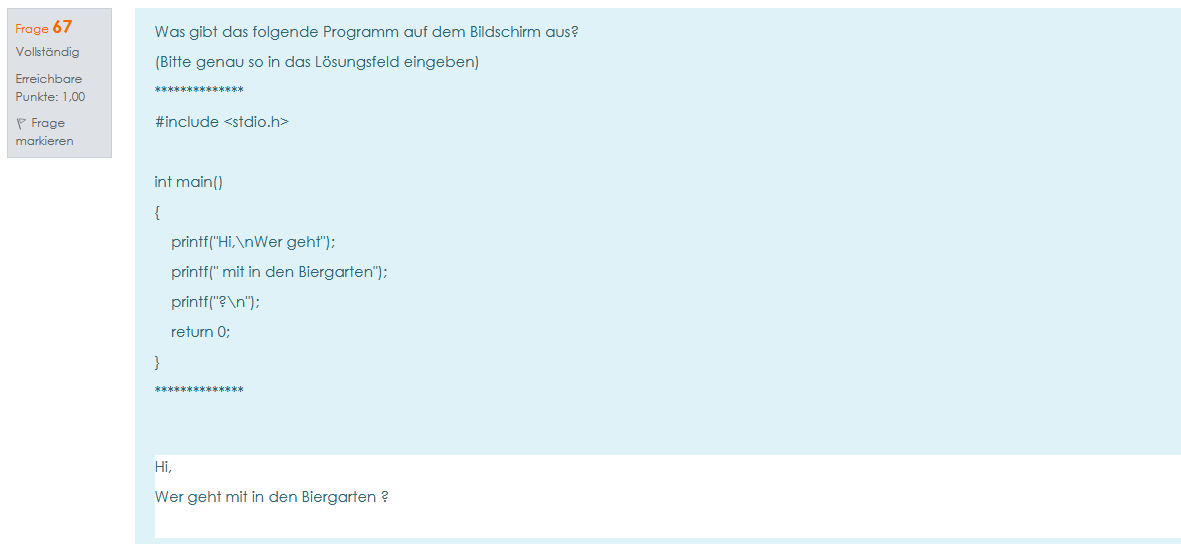 Frage 67
Vollständig
Erreichbare
Punkte: 1,00
Frage
markieren
Was gibt das folgende Programm auf dem Bildschirm aus?
(Bitte genau so in das Lösungsfeld eingeben)
**************
#include <stdio.h>
int main()
{
printf("Hi,\nWer geht");
printf(" mit in den Biergarten");
printf("?\n");
return 0;
}
**************
Hi,
Wer geht mit in den Biergarten ?